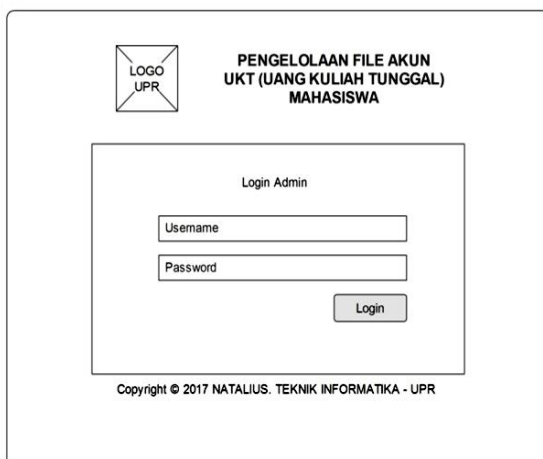 LOGO
UPR
PENGELOLAAN FILE AKUN
UKT (UANG KULIAH TUNGGAL)
MAHASISWA
Login Admin
Username
Password
Login
Copyright © 2017 NATALIUS. TEKNIK INFORMATIKA - UPR